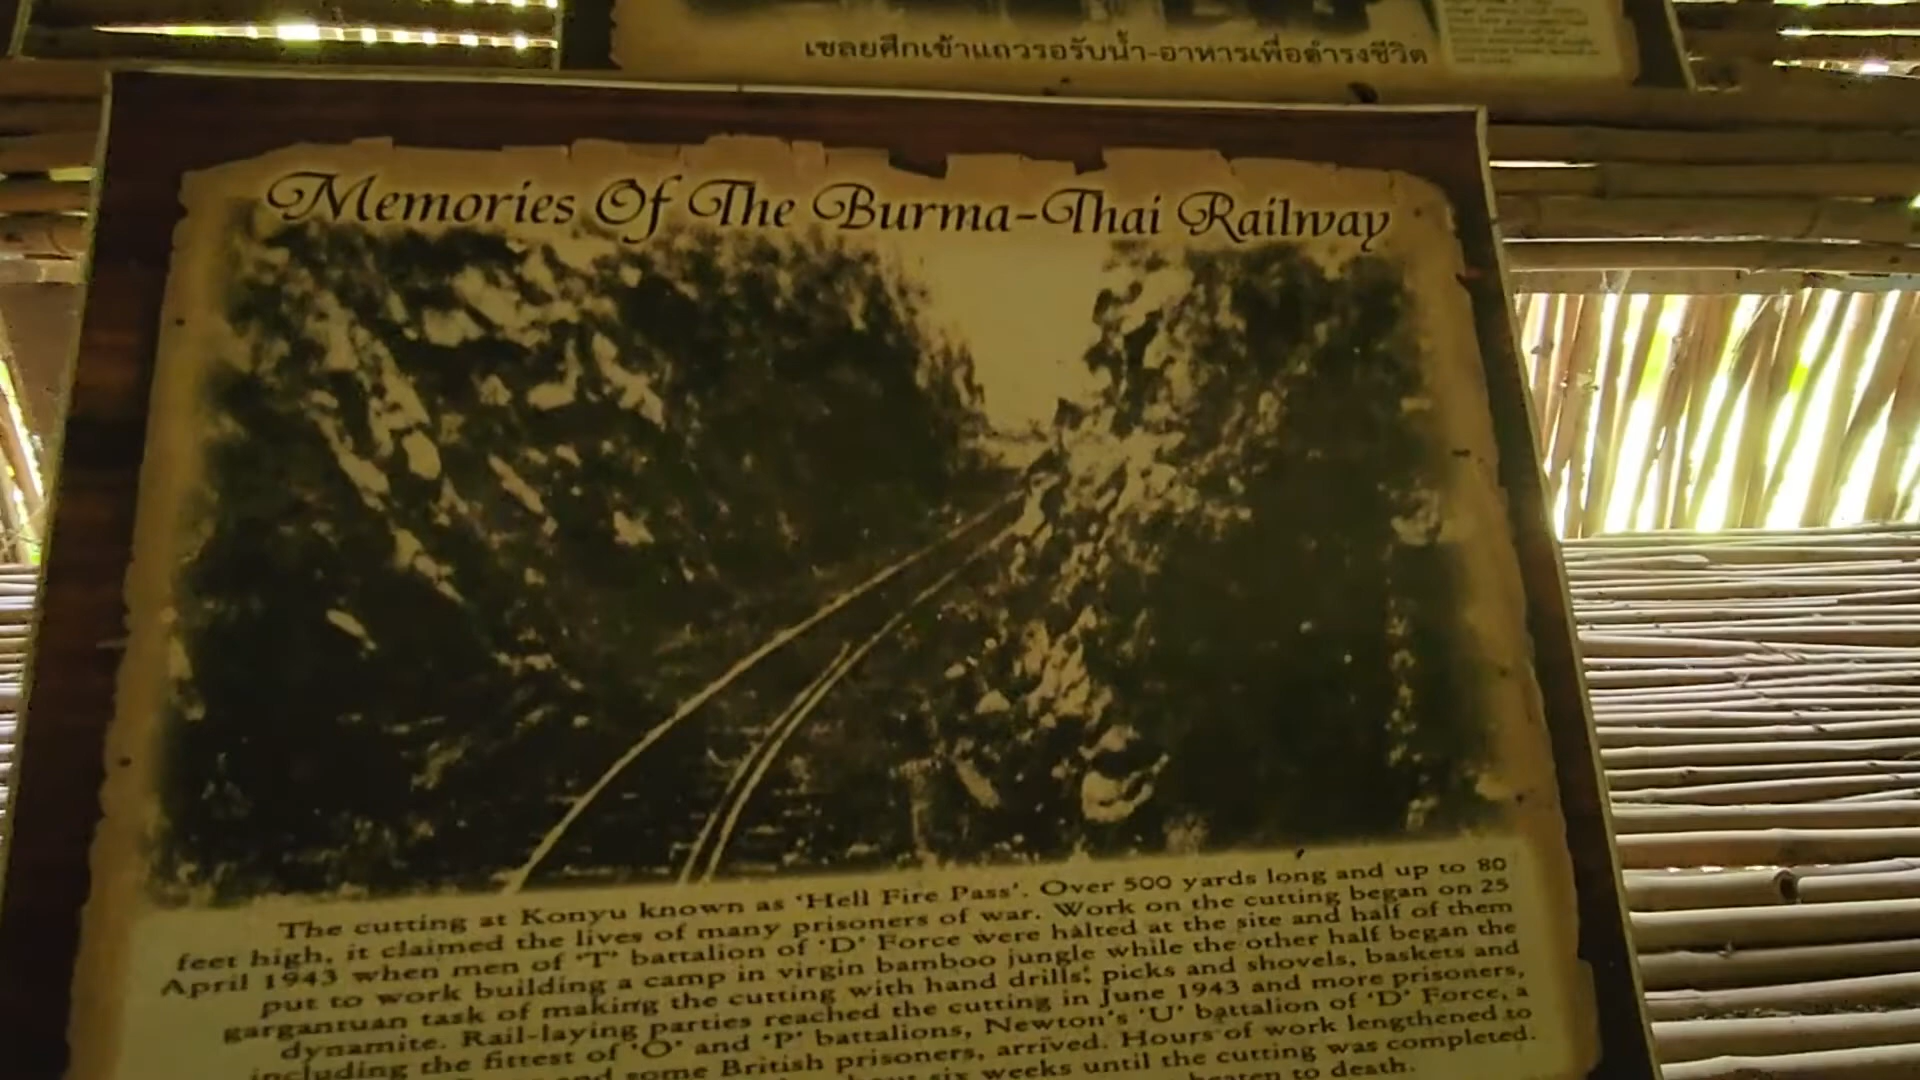 เชลยศึกเข้าแถวรอรับน้ำ-อาหารเพื่อดำรงชีวิต
Memories Of The Burma-Thai Railway
The cutting at Konyu known as 'Hell Fire Pass'. Over 500 yards long and up to 80
feet high, it claimed the lives of many prisoners of war. Work on the cutting began on 25
April 1943 when men of 'T' battalion of 'D' Force were halted at the site and half of them
put to work building a camp in virgin bamboo jungle while the other half began the
gargantuan task of making the cutting with hand drills, picks and shovels, baskets and
dynamite. Rail-laying parties reached the cutting in June 1943 and more prisoners,
including the fittest of 'O' and 'P' battalions, Newton's 'U' battalion of 'D' Force, a
and some British prisoners, arrived. Hours of work lengthened to
six weeks until the cutting was completed.
beaten to death.